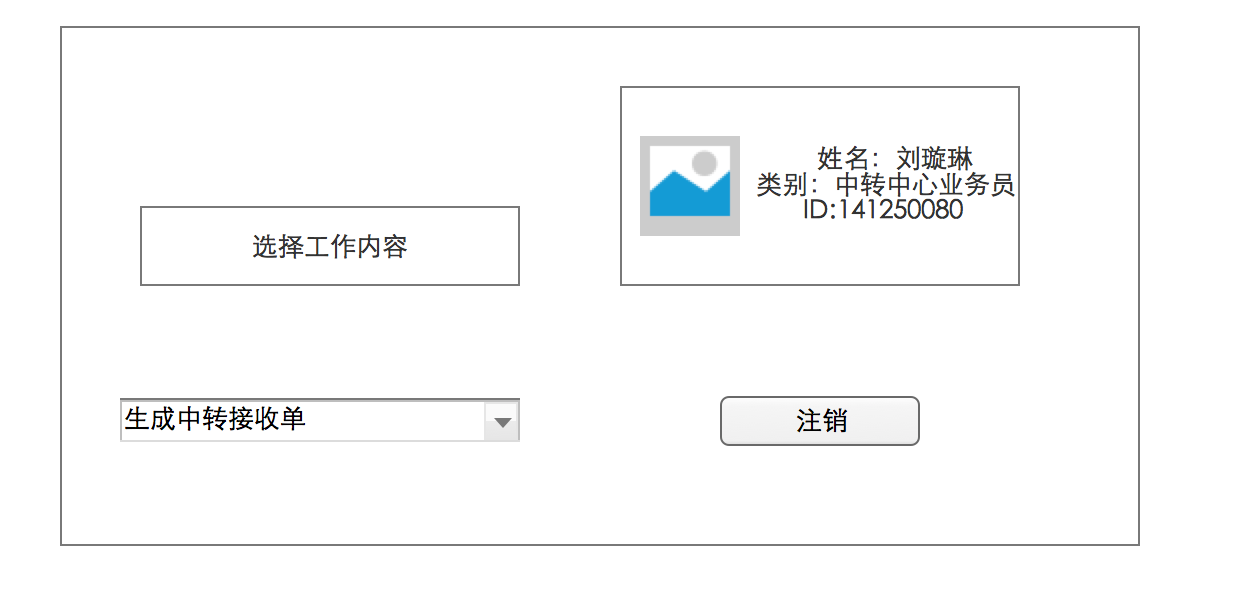 姓名：刘璇琳
类别：中转中心业务员
ID:141250080
选择工作内容
生成中转接收单
注销